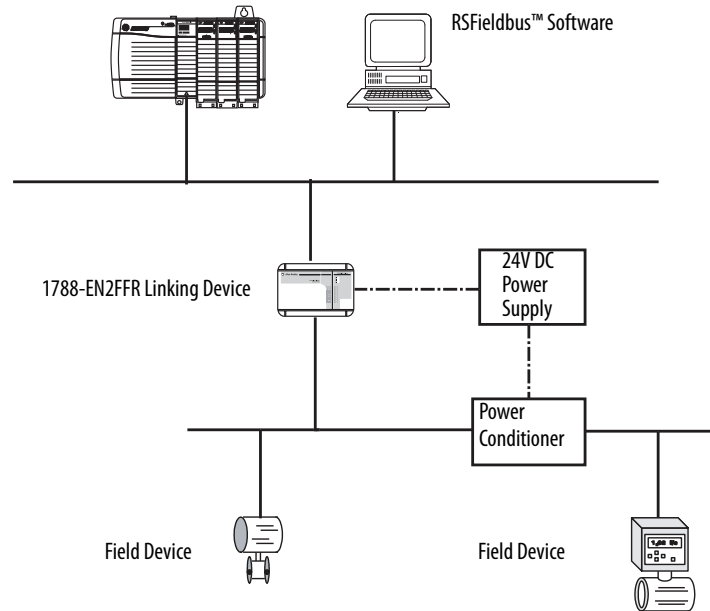 RSFieldbus™ Software
1788-EN2FFR Linking Device
24V DC
Power
Supply
Power
Conditioner
Field Device
Field Device